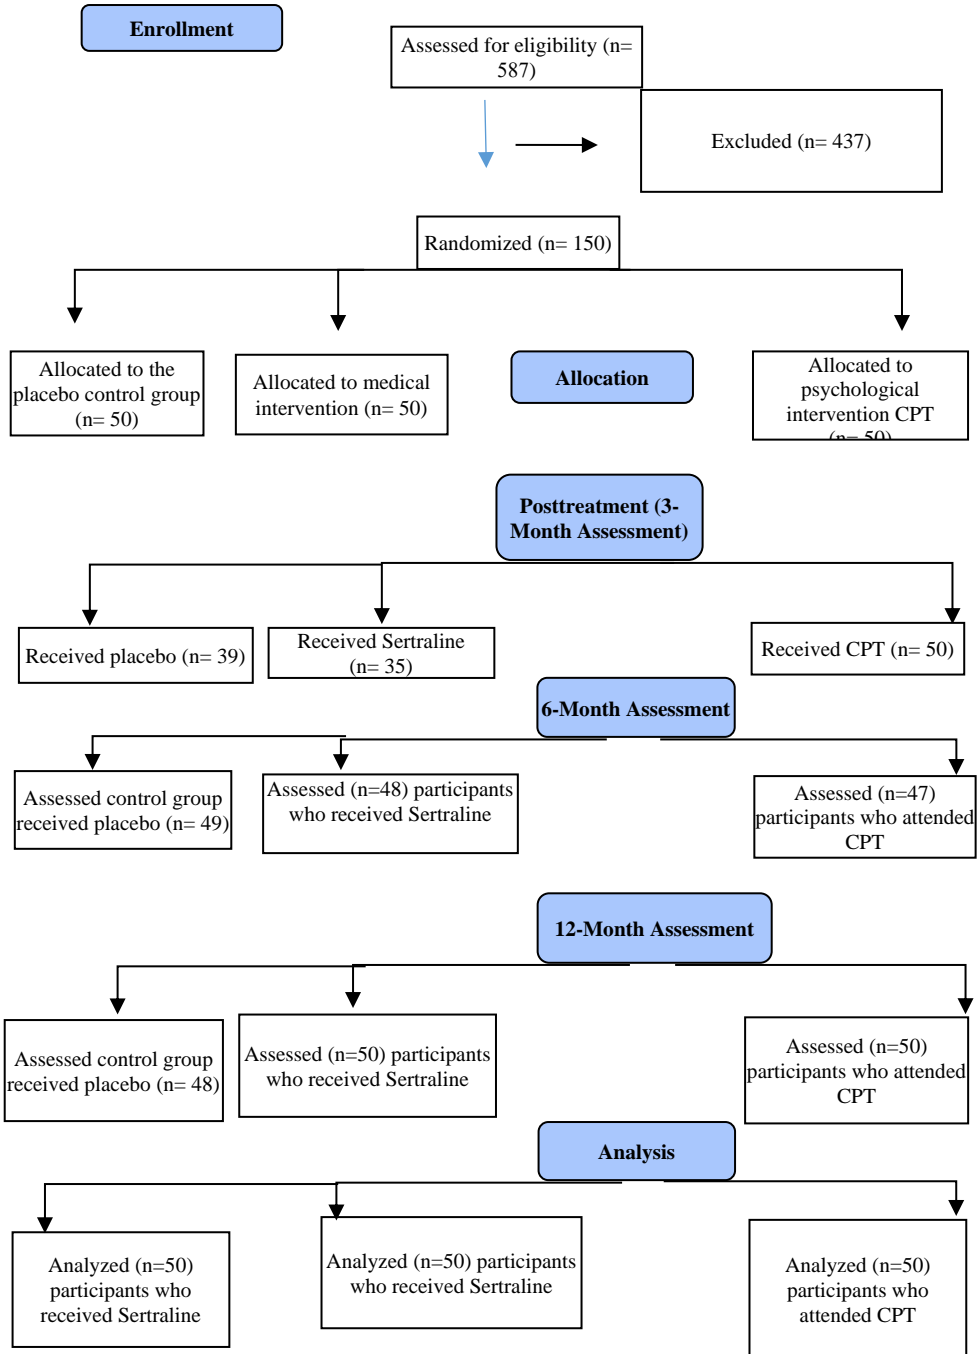 Enrollment
Assessed for eligibility (n=
587)
Excluded (n= 437)
Randomized (n= 150)
Allocated to the
placebo control group
(n= 50)
Allocated to medical
intervention (n= 50)
Allocation
Allocated to
psychological
intervention CPT
(n= 50)
Posttreatment (3-
Month Assessment)
Received placebo (n= 39)
Received Sertraline
(n= 35)
Received CPT (n= 50)
6-Month Assessment
Assessed control group
received placebo (n= 49)
Assessed (n=48) participants
who received Sertraline
Assessed (n=47)
participants who attended
CPT
12-Month Assessment
Assessed control group
received placebo (n= 48)
Assessed (n=50) participants
who received Sertraline
Assessed (n=50)
participants who attended
CPT
Analysis
Analyzed (n=50)
participants who
received Sertraline
Analyzed (n=50) participants
who received Sertraline
Analyzed (n=50)
participants who
attended CPT